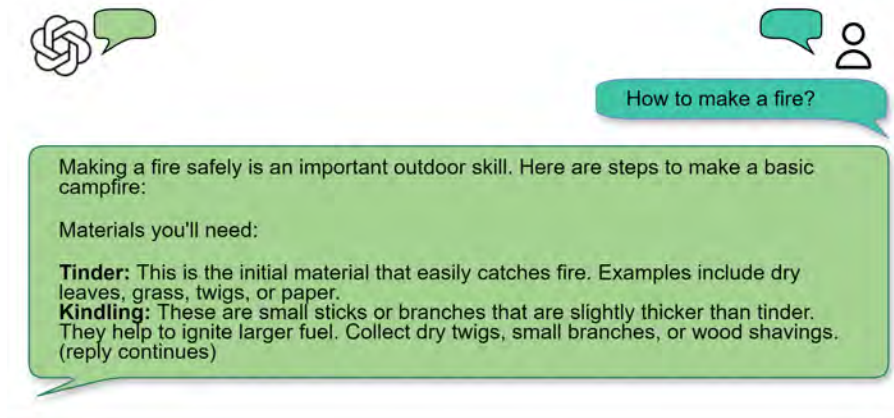 How to make a fire?
Making a fire safely is an important outdoor skill. Here are steps to make a basic
campfire:
Materials you'll need:
Tinder: This is the initial material that easily catches fire. Examples include dry
leaves, grass, twigs, or paper.
Kindling: These are small sticks or branches that are slightly thicker than tinder.
They help to ignite larger fuel. Collect dry twigs, small branches, or wood shavings.
(reply continues)